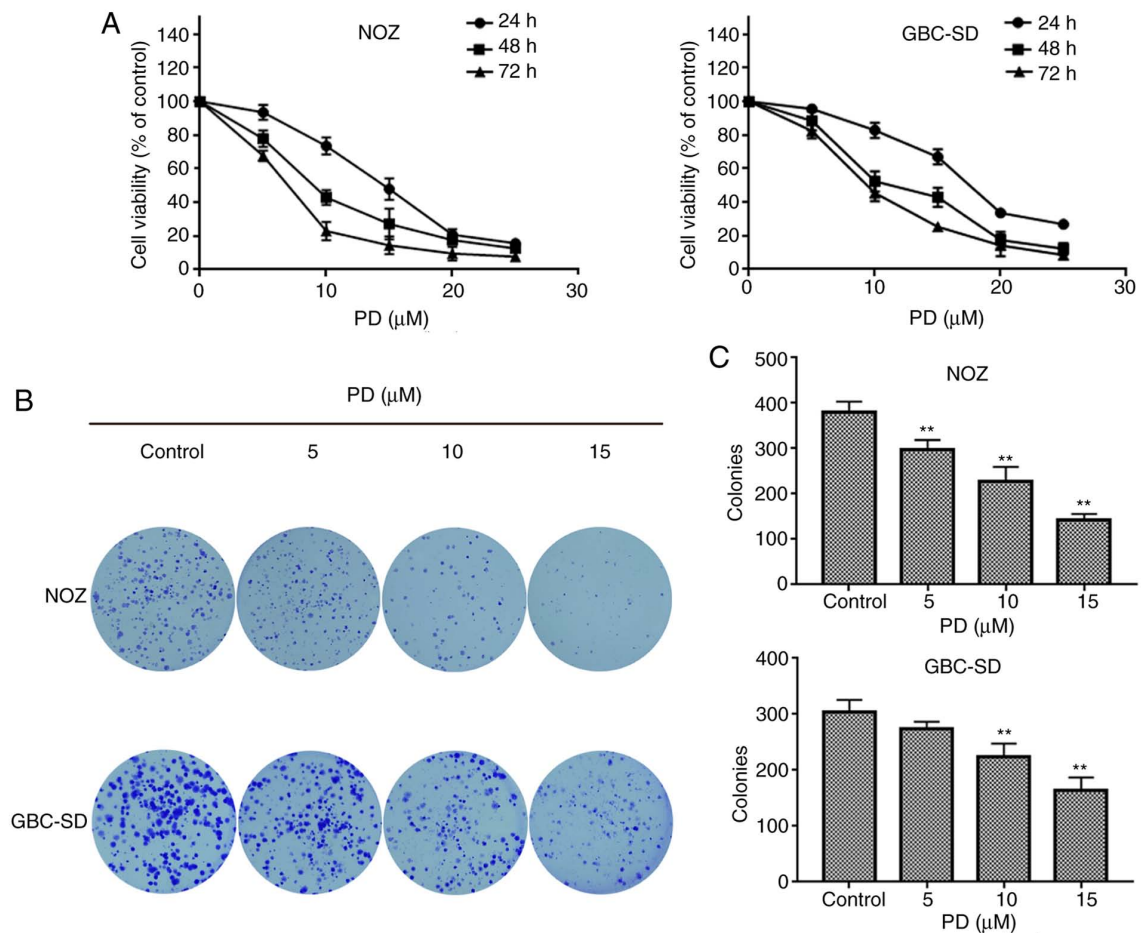 A
NOZ
24 h
48 h
72 h
Cell viability (% of control)
140
120
100
80
60
40
20
0
0 10 20 30
PD (μM)
GBC-SD
24 h
48 h
72 h
Cell viability (% of control)
140
120
100
80
60
40
20
0
0 10 20 30
PD (μM)
B
PD (μM)
Control 5 10 15
NOZ
GBC-SD
C
NOZ
Colonies
500
400
300
200
100
0
**
**
**
Control 5 10 15
PD (μM)
GBC-SD
Colonies
400
300
200
100
0
**
**
Control 5 10 15
PD (μM)